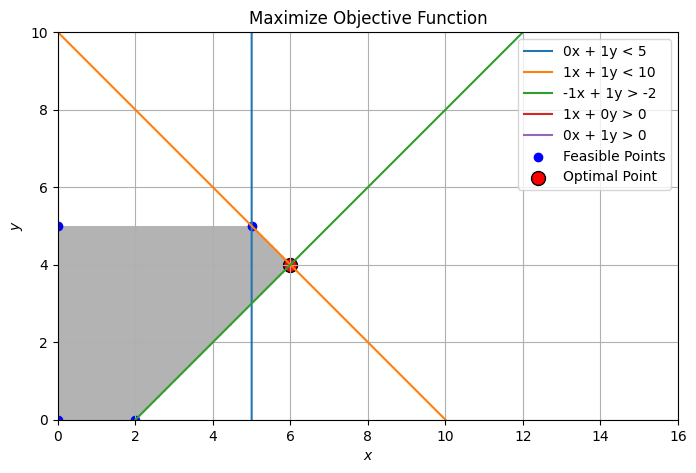 Maximize Objective Function
10
8
6
4
2
0
y
0x + 1y < 5
1x + 1y < 10
-1x + 1y > -2
1x + 0y > 0
0x + 1y > 0
Feasible Points
Optimal Point
0 2 4 6 8 10 12 14 16
x